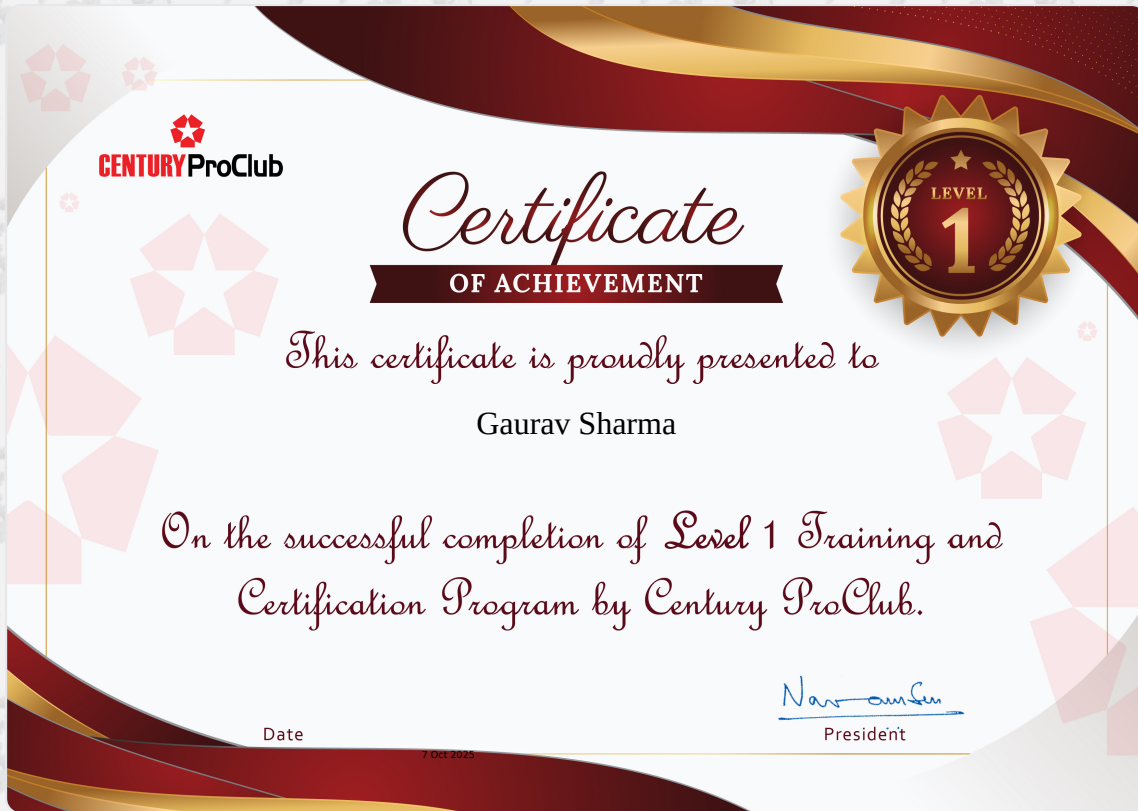 CENTURY ProClub
LEVEL
1
Certificate
OF ACHIEVEMENT
This certificate is proudly presented to
Gaurav Sharma
On the successful completion of Level 1 Training and
Certification Program by Century ProClub.
Date
President
7 Oct 2025